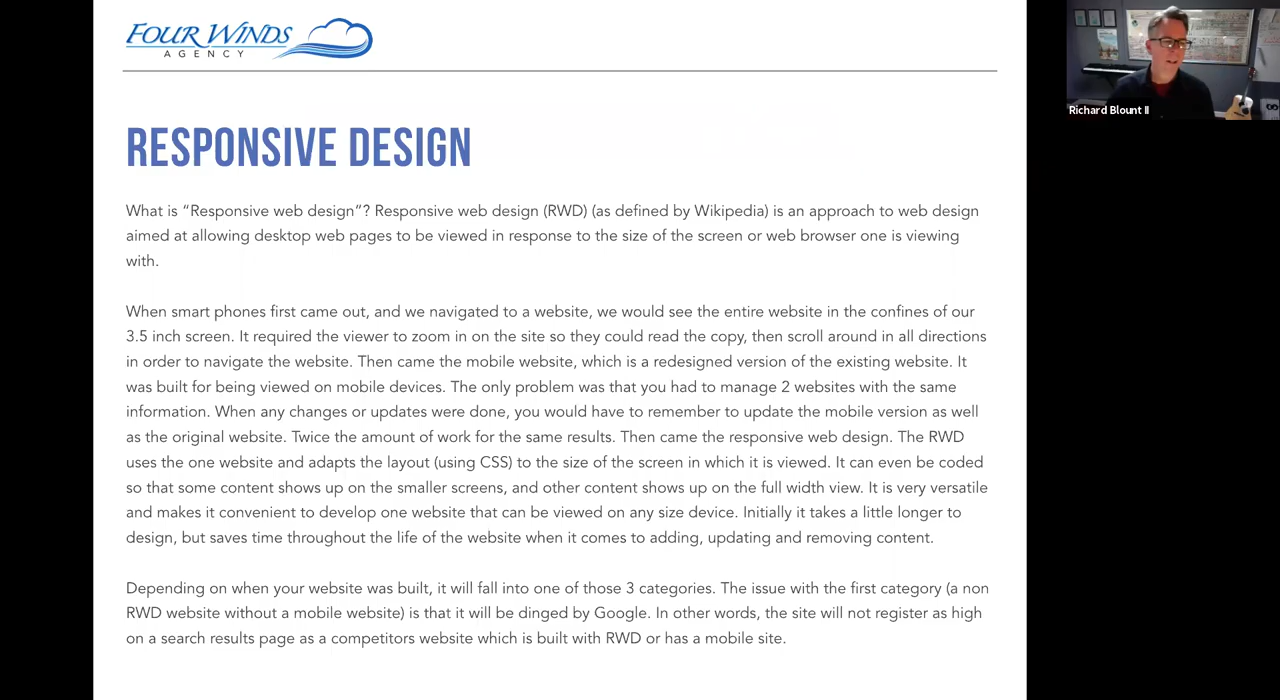 FOUR WINDS
AGENCY
RESPONSIVE DESIGN
What is “Responsive web design”? Responsive web design (RWD) (as defined by Wikipedia) is an approach to web design
aimed at allowing desktop web pages to be viewed in response to the size of the screen or web browser one is viewing
with.
When smart phones first came out, and we navigated to a website, we would see the entire website in the confines of our
3.5 inch screen. It required the viewer to zoom in on the site so they could read the copy, then scroll around in all directions
in order to navigate the website. Then came the mobile website, which is a redesigned version of the existing website. It
was built for being viewed on mobile devices. The only problem was that you had to manage 2 websites with the same
information. When any changes or updates were done, you would have to remember to update the mobile version as well
as the original website. Twice the amount of work for the same results. Then came the responsive web design. The RWD
uses the one website and adapts the layout (using CSS) to the size of the screen in which it is viewed. It can even be coded
so that some content shows up on the smaller screens, and other content shows up on the full width view. It is very versatile
and makes it convenient to develop one website that can be viewed on any size device. Initially it takes a little longer to
design, but saves time throughout the life of the website when it comes to adding, updating and removing content.
Depending on when your website was built, it will fall into one of those 3 categories. The issue with the first category (a non
RWD website without a mobile website) is that it will be dinged by Google. In other words, the site will not register as high
on a search results page as a competitors website which is built with RWD or has a mobile site.
Richard Blount II